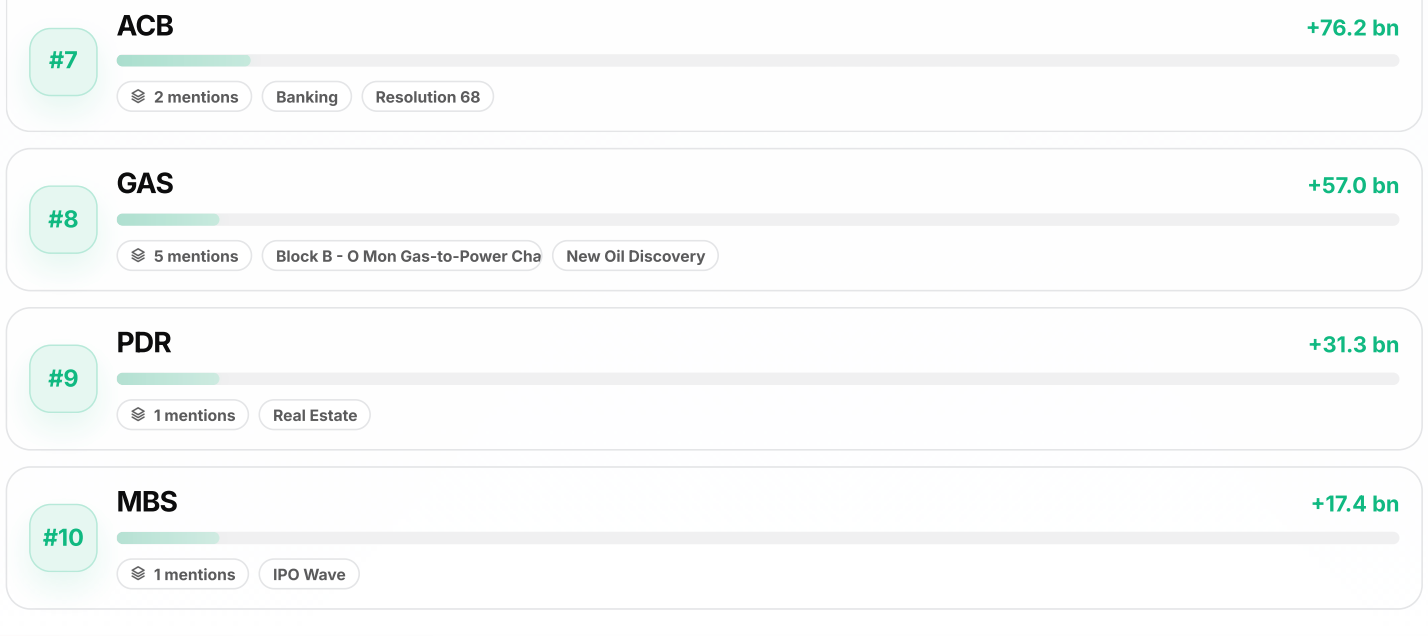 ACB
+76.2 bn
#7
2 mentions
Banking
Resolution 68
GAS
+57.0 bn
#8
5 mentions
Block B - O Mon Gas-to-Power Cha
New Oil Discovery
PDR
+31.3 bn
#9
1 mentions
Real Estate
MBS
+17.4 bn
#10
1 mentions
IPO Wave